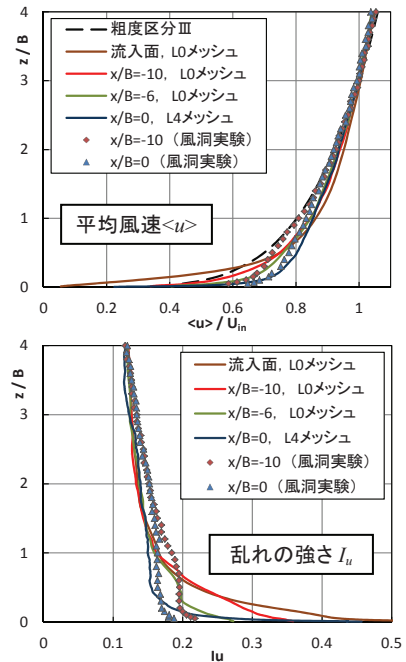 z / B
4
3
2
1
0
粗度区分Ⅲ
流入面, L0メッシュ
x/B=-10, L0メッシュ
x/B=-6, L0メッシュ
x/B=0, L4メッシュ
x/B=-10 (風洞実験)
x/B=0 (風洞実験)
平均風速<u>
0 0.2 0.4 0.6 0.8 1
<u> / Uin
z / B
4
3
2
1
0
流入面, L0メッシュ
x/B=-10, L0メッシュ
x/B=-6, L0メッシュ
x/B=0, L4メッシュ
x/B=-10 (風洞実験)
x/B=0 (風洞実験)
乱れの強さ Iu
0 0.1 0.2 0.3 0.4 0.5
Iu